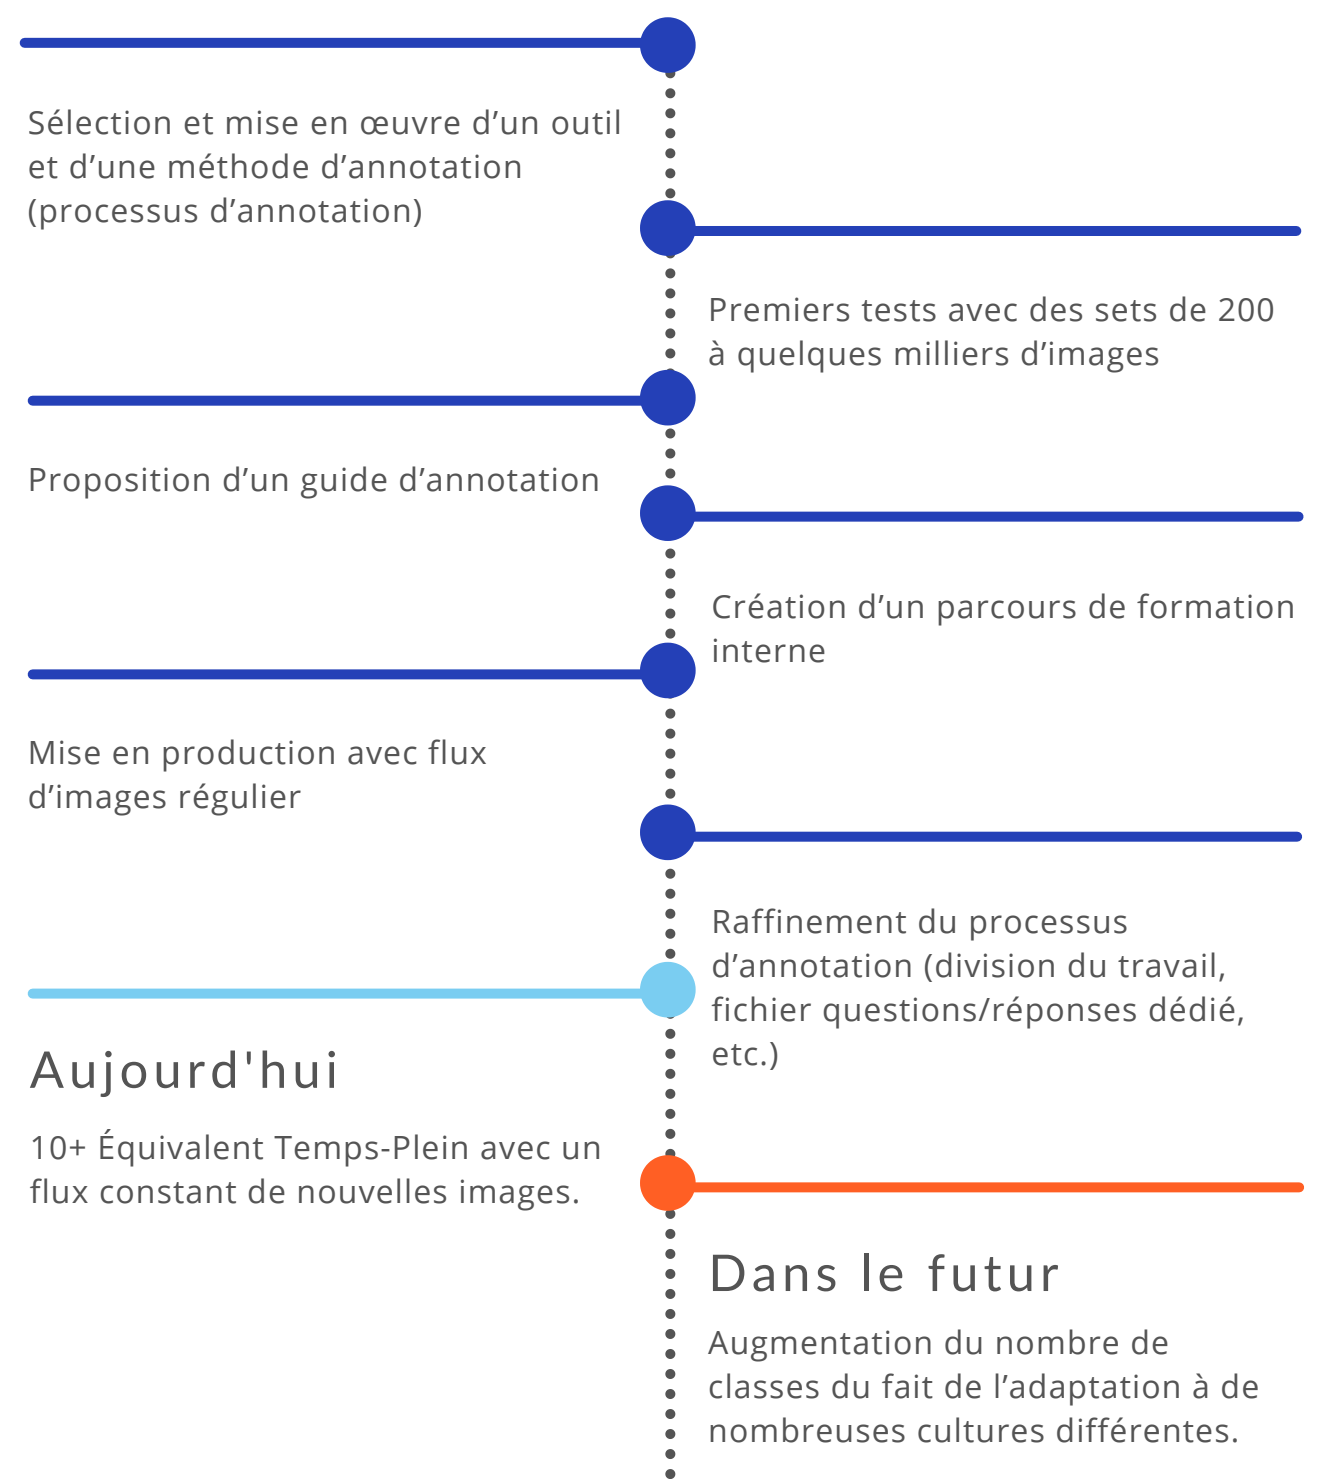 Sélection et mise en œuvre d’un outil
et d’une méthode d’annotation
(processus d’annotation)
Premiers tests avec des sets de 200
à quelques milliers d’images
Proposition d’un guide d’annotation
Création d’un parcours de formation
interne
Mise en production avec flux
d’images régulier
Raffinement du processus
d’annotation (division du travail,
fichier questions/réponses dédié,
etc.)
Aujourd'hui
10+ Équivalent Temps-Plein avec un
flux constant de nouvelles images.
Dans le futur
Augmentation du nombre de
classes du fait de l’adaptation à de
nombreuses cultures différentes.